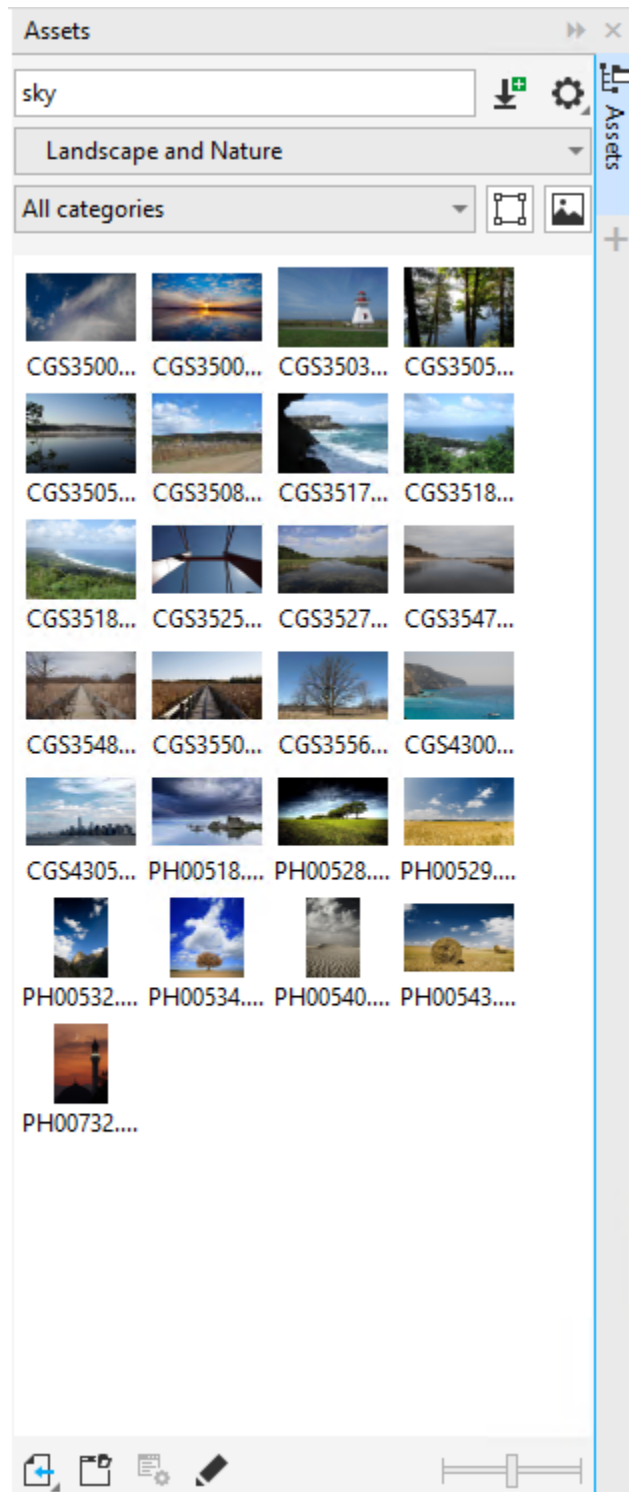 Assets
sky
Assets
Landscape and Nature
All categories
CGS3500... CGS3500... CGS3503... CGS3505...
CGS3505... CGS3508... CGS3517... CGS3518...
CGS3518... CGS3525... CGS3527... CGS3547...
CGS3548... CGS3550... CGS3556... CGS4300...
CGS4305... PH00518.... PH00528.... PH00529....
PH00532.... PH00534.... PH00540.... PH00543....
PH00732....